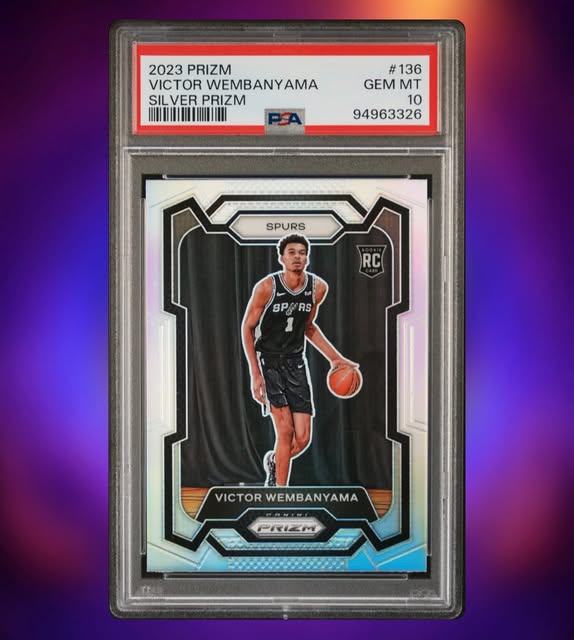 2023 PRIZM #136
VICTOR WEMBANYAMA GEM MT
SILVER PRIZM 10
PSA 94963326
SPURS
ROOKIE
RC
CARD
SPURS
1
VICTOR WEMBANYAMA
PANINI
PRIZM